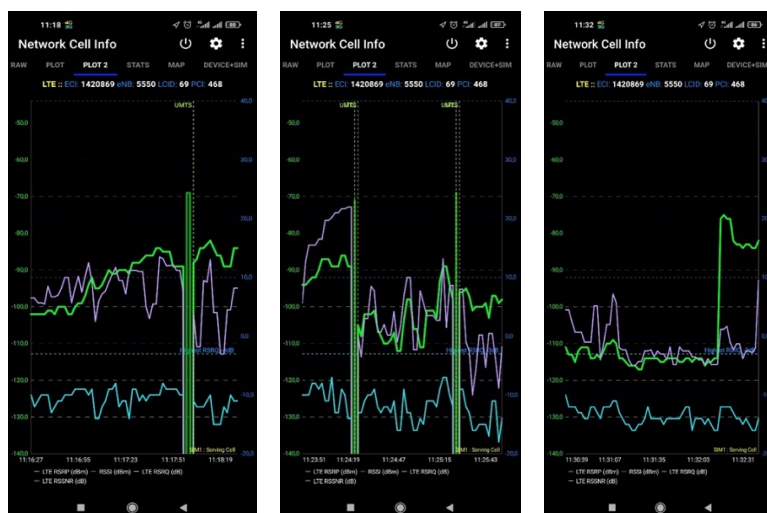 11:18
Network Cell Info
RAW PLOT PLOT 2 STATS MAP DEVICE+SIM
LTE :: ECI: 1420869 eNB: 5550 LCID: 69 PCI: 468
UMTS
40,0
-50,0
-60,0
30,0
-70,0
20,0
-80,0
-90,0
10,0
-100,0
0,0
-110,0
-120,0
-10,0
-130,0
-140,0
-20,0
SIM1 : Serving Cell
11:16:27 11:16:55 11:17:23 11:17:51 11:18:19
LTE RSRP (dBm) RSSI (dBm) LTE RSRQ (dB)
LTE RSSNR (dB)
11:25
Network Cell Info
RAW PLOT PLOT 2 STATS MAP DEVICE+SIM
LTE :: ECI: 1420869 eNB: 5550 LCID: 69 PCI: 468
UMTS UMTS
40,0
-50,0
-60,0
30,0
-70,0
20,0
-80,0
-90,0
10,0
-100,0
0,0
-110,0
-120,0
-10,0
-130,0
-140,0
-20,0
SIM1 : Serving Cell
11:23:51 11:24:19 11:24:47 11:25:15 11:25:43
LTE RSRP (dBm) RSSI (dBm) LTE RSRQ (dB)
LTE RSSNR (dB)
11:32
Network Cell Info
RAW PLOT PLOT 2 STATS MAP DEVICE+SIM
LTE :: ECI: 1420869 eNB: 5550 LCID: 69 PCI: 468
40,0
-50,0
-60,0
30,0
-70,0
20,0
-80,0
-90,0
10,0
-100,0
0,0
-110,0
-120,0
-10,0
-130,0
-140,0
-20,0
SIM1 : Serving Cell
11:30:39 11:31:07 11:31:35 11:32:03 11:32:31
LTE RSRP (dBm) RSSI (dBm) LTE RSRQ (dB)
LTE RSSNR (dB)